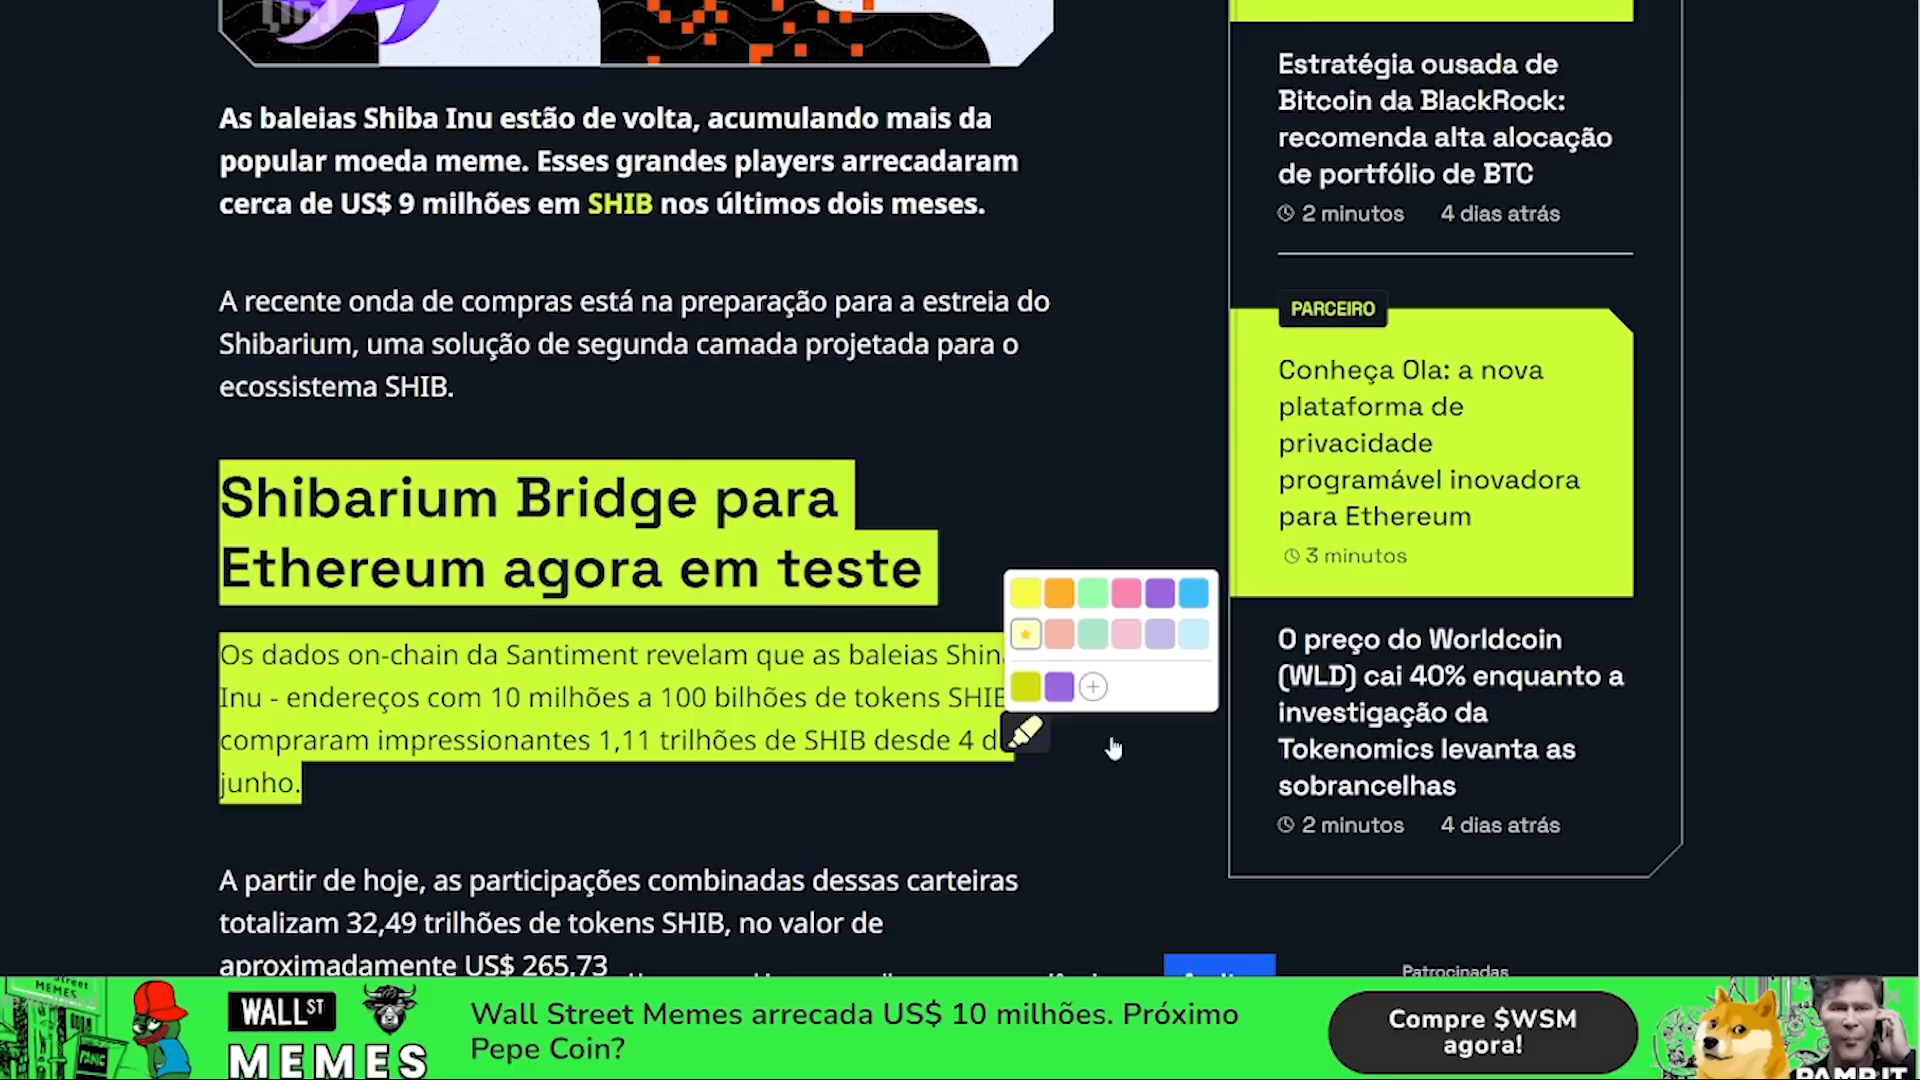 As baleias Shiba Inu estão de volta, acumulando mais da
popular moeda meme. Esses grandes players arrecadaram
cerca de US$ 9 milhões em SHIB nos últimos dois meses.
A recente onda de compras está na preparação para a estreia do
Shibarium, uma solução de segunda camada projetada para o
ecossistema SHIB.
Shibarium Bridge para
Ethereum agora em teste
Os dados on-chain da Santiment revelam que as baleias
Inu - endereços com 10 milhões a 100 bilhões de tokens SHIB
compraram impressionantes 1,11 trilhões de SHIB desde 4
junho.
A partir de hoje, as participações combinadas dessas carteiras
totalizam 32,49 trilhões de tokens SHIB, no valor de
aproximadamente US$ 265,73
Estratégia ousada de
Bitcoin da BlackRock:
recomenda alta alocação
de portfólio de BTC
2 minutos 4 dias atrás
PARCEIRO
Conheça Ola: a nova
plataforma de
privacidade
programável inovadora
para Ethereum
3 minutos
O preço do Worldcoin
(WLD) cai 40% enquanto a
investigação da
Tokenomics levanta as
sobrancelhas
2 minutos 4 dias atrás
Patrocinadas
Street
MEMES
PANIC
WALL ST
MEMES
Wall Street Memes arrecada US$ 10 milhões. Próximo
Pepe Coin?
Compre $WSM
agora!
PAMP IT